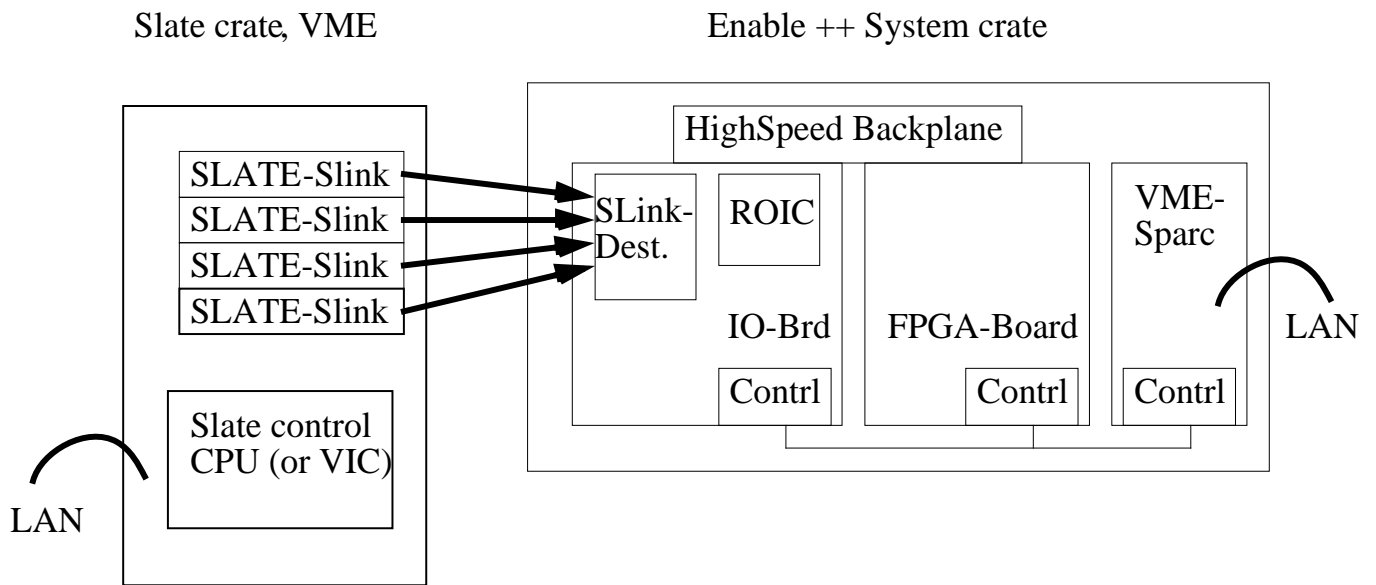 Slate crate, VME
Enable ++ System crate
HighSpeed Backplane
SLATE-Slink
SLATE-Slink
SLATE-Slink
SLATE-Slink
SLink-
Dest.
ROIC
VME-
Sparc
IO-Brd
FPGA-Board
LAN
Contrl
Contrl
Contrl
Slate control
CPU (or VIC)
LAN